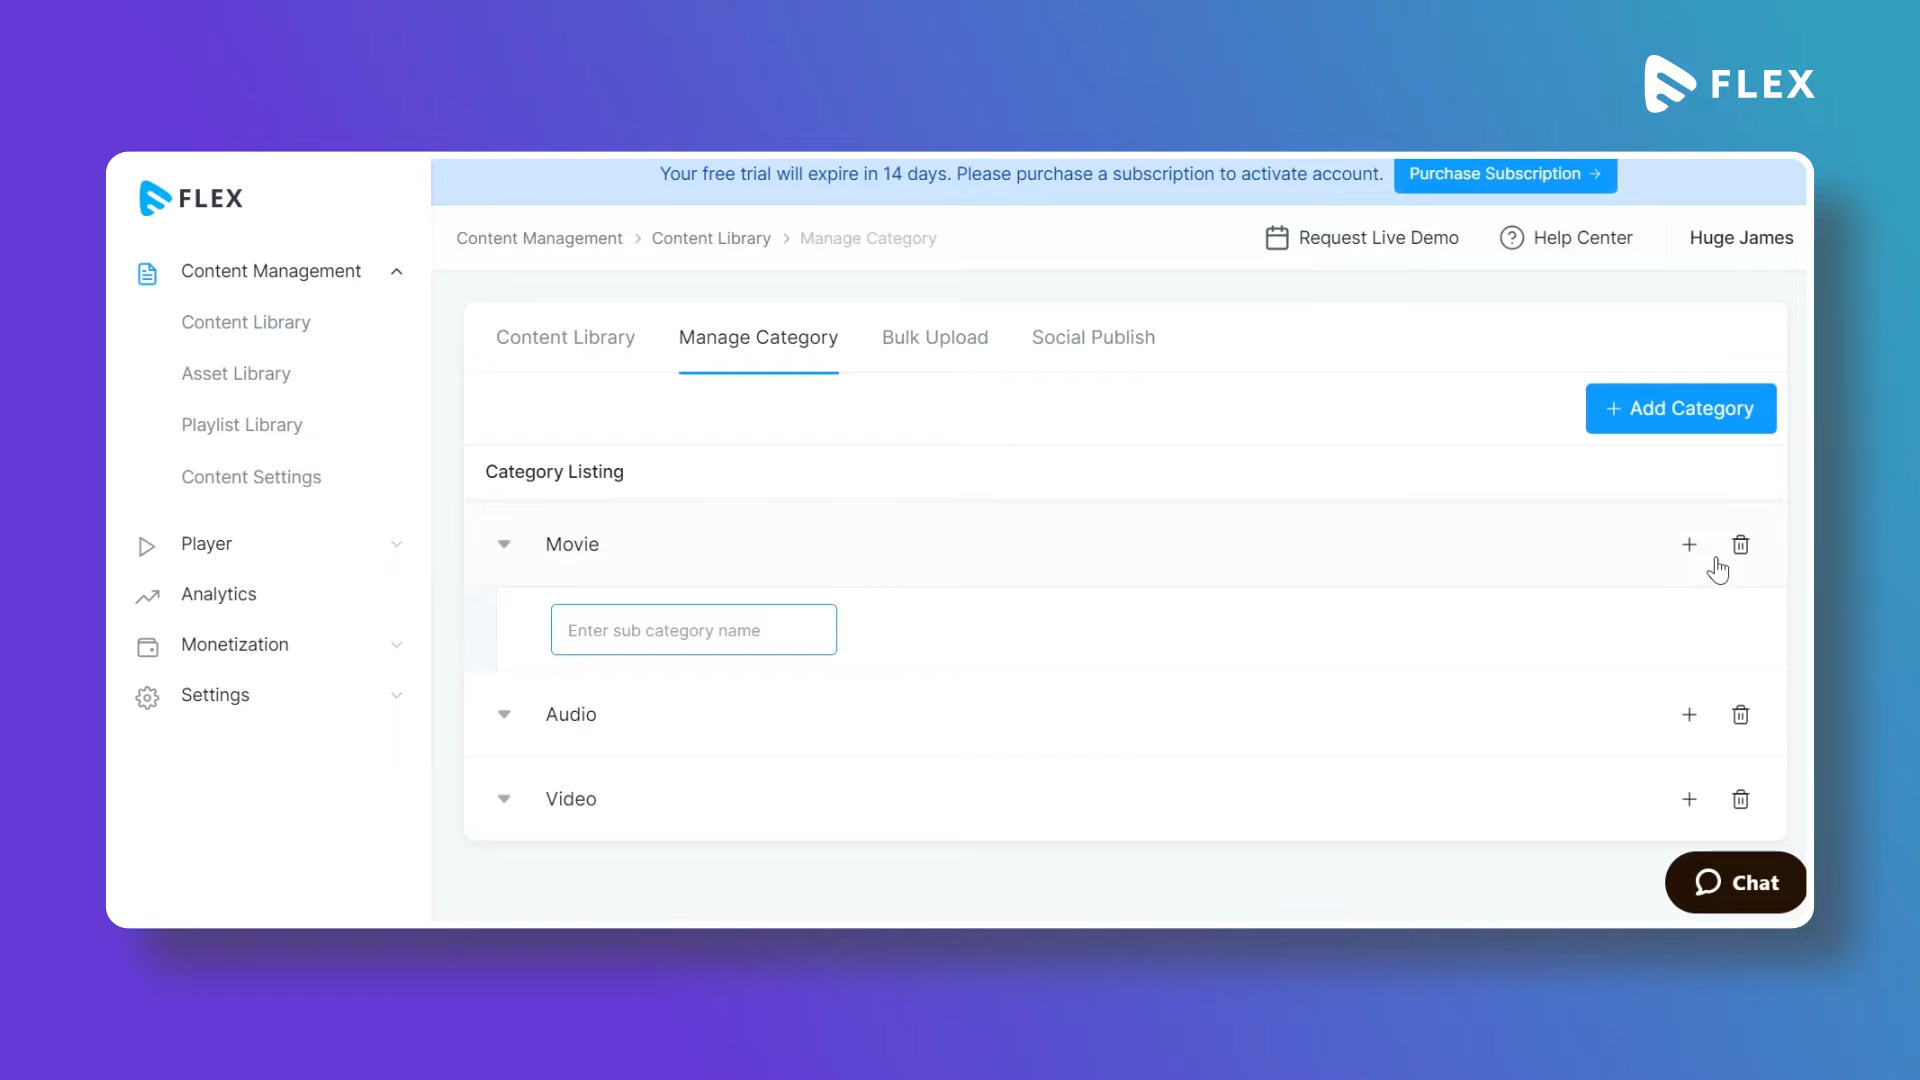 FLEX
FLEX
Your free trial will expire in 14 days. Please purchase a subscription to activate account.
Purchase Subscription →
Content Management > Content Library > Manage Category
Request Live Demo
Help Center
Huge James
Content Management
Content Library
Asset Library
Playlist Library
Content Settings
Player
Analytics
Monetization
Settings
Content Library
Manage Category
Bulk Upload
Social Publish
+ Add Category
Category Listing
Movie
Enter sub category name
Audio
Video
Chat